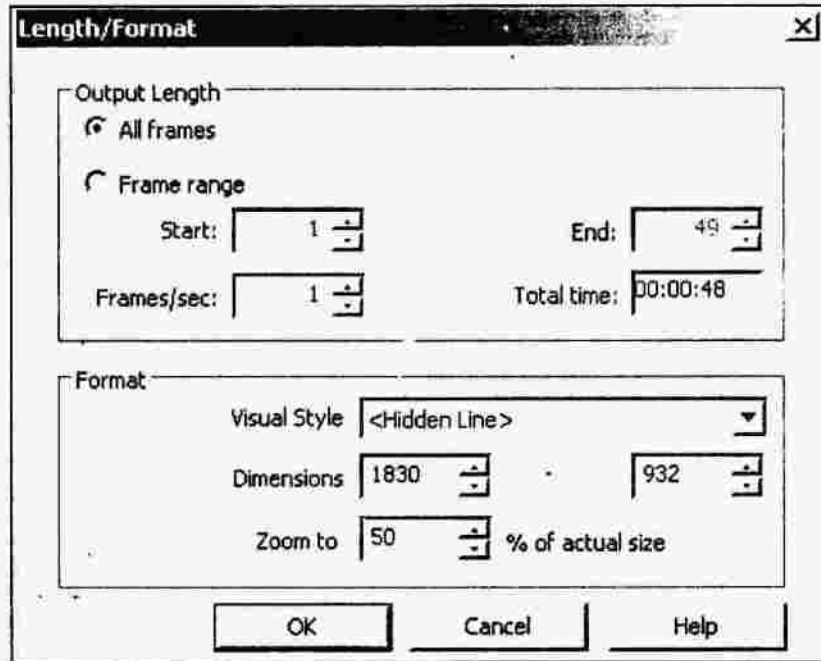 Length/Format
Output Length
All frames
Frame range
Start: 1 End: 49
Frames/sec: 1 Total time: 00:00:48
Format
Visual Style <Hidden Line>
Dimensions 1830 932
Zoom to 50 % of actual size
OK Cancel Help